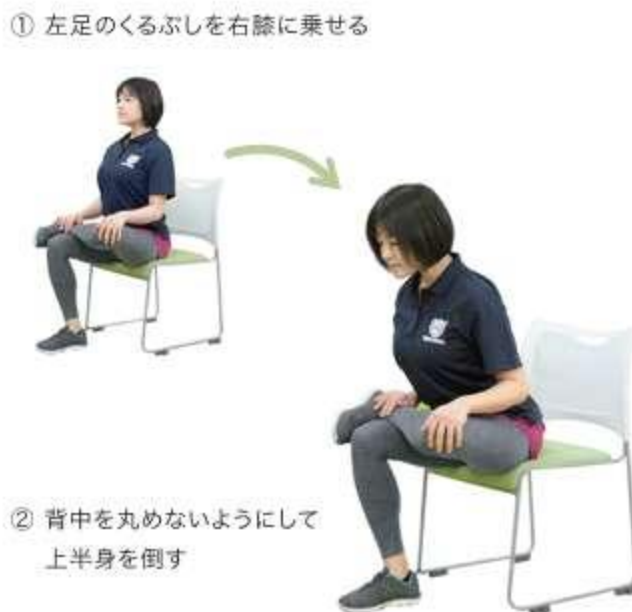 ① 左足のくるぶしを右膝に乗せる
② 背中を丸めないようにして
上半身を倒す